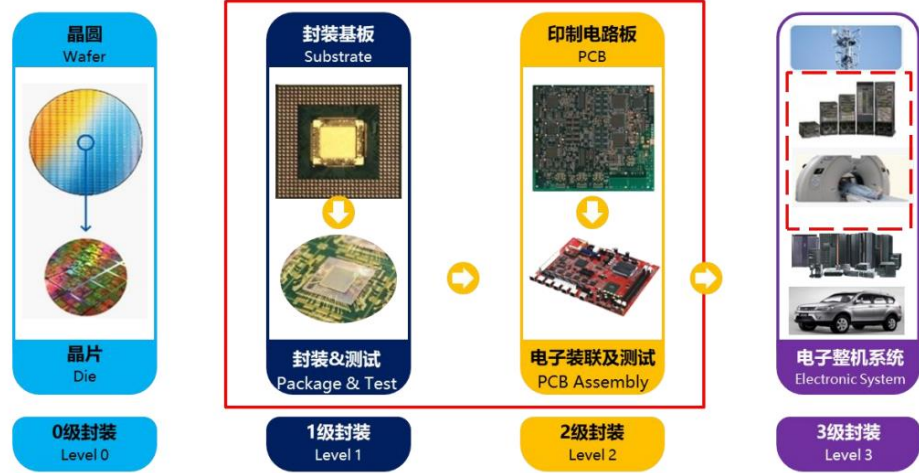 晶圆
Wafer
晶片
Die
0级封装
Level 0
封装基板
Substrate
封装&测试
Package & Test
1级封装
Level 1
印制电路板
PCB
电子装联及测试
PCB Assembly
2级封装
Level 2
电子整机系统
Electronic System
3级封装
Level 3